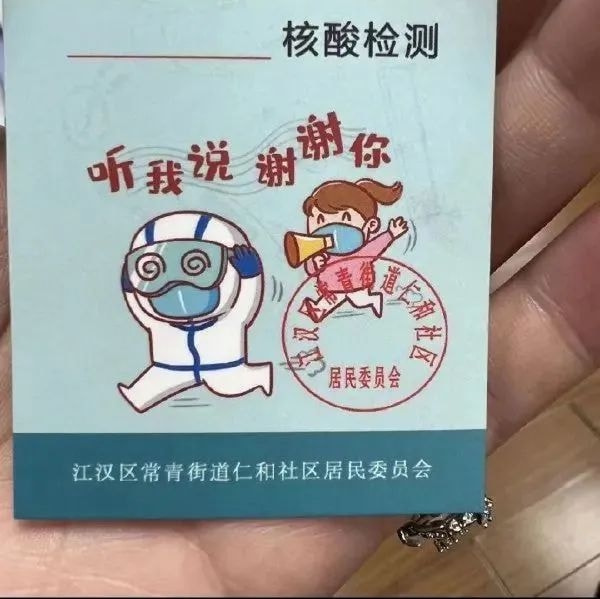 核酸检测
听我说 谢谢你
江汉区常青街道仁和社区
居民委员会
江汉区常青街道仁和社区居民委员会